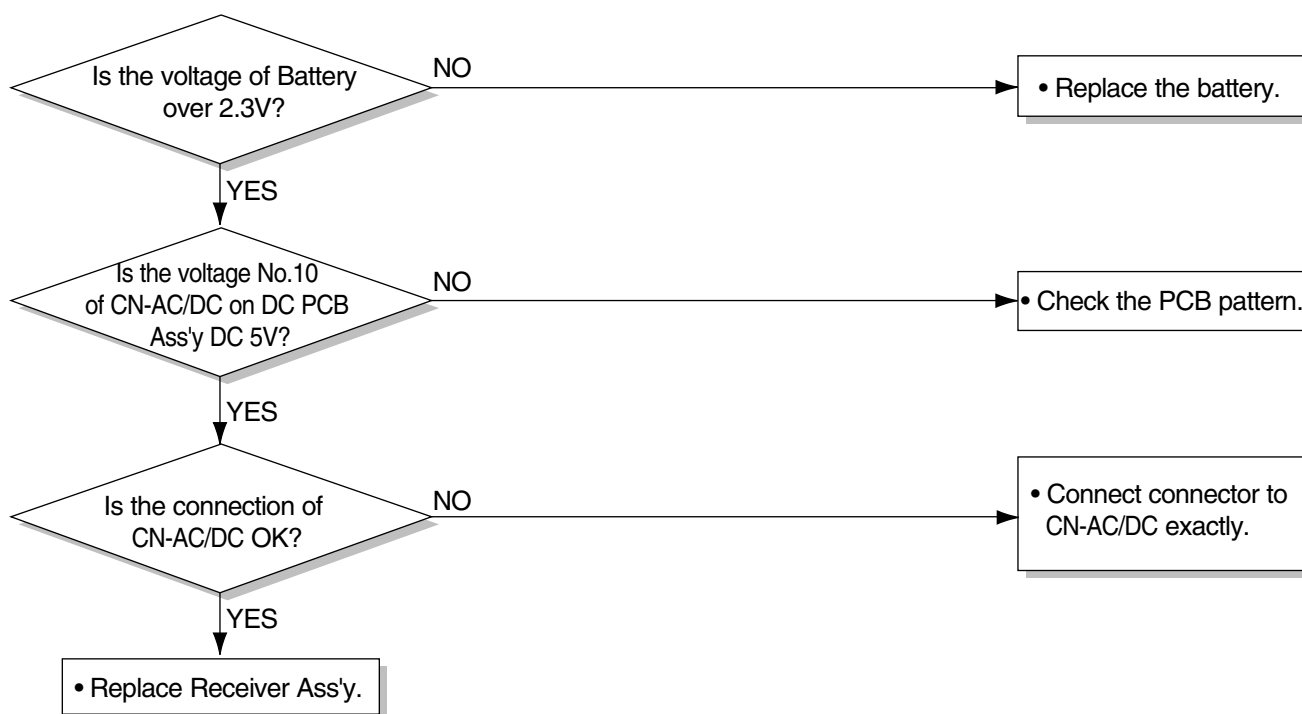 Is the voltage of Battery
over 2.3V?
NO
• Replace the battery.
YES
Is the voltage No.10
of CN-AC/DC on DC PCB
Ass'y DC 5V?
NO
• Check the PCB pattern.
YES
Is the connection of
CN-AC/DC OK?
NO
• Connect connector to
CN-AC/DC exactly.
YES
• Replace Receiver Ass'y.